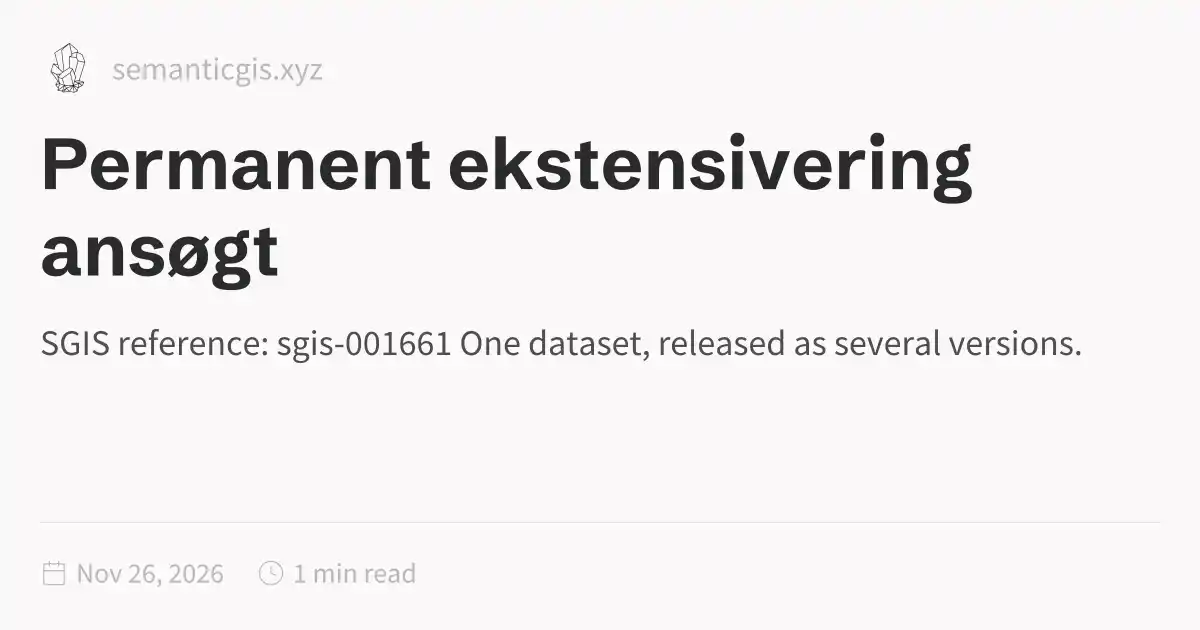 semanticgis.xyz
Permanent ekstensivering
ansøgt
SGIS reference: sgis-001661 One dataset, released as several versions.
Nov 26, 2026 1 min read